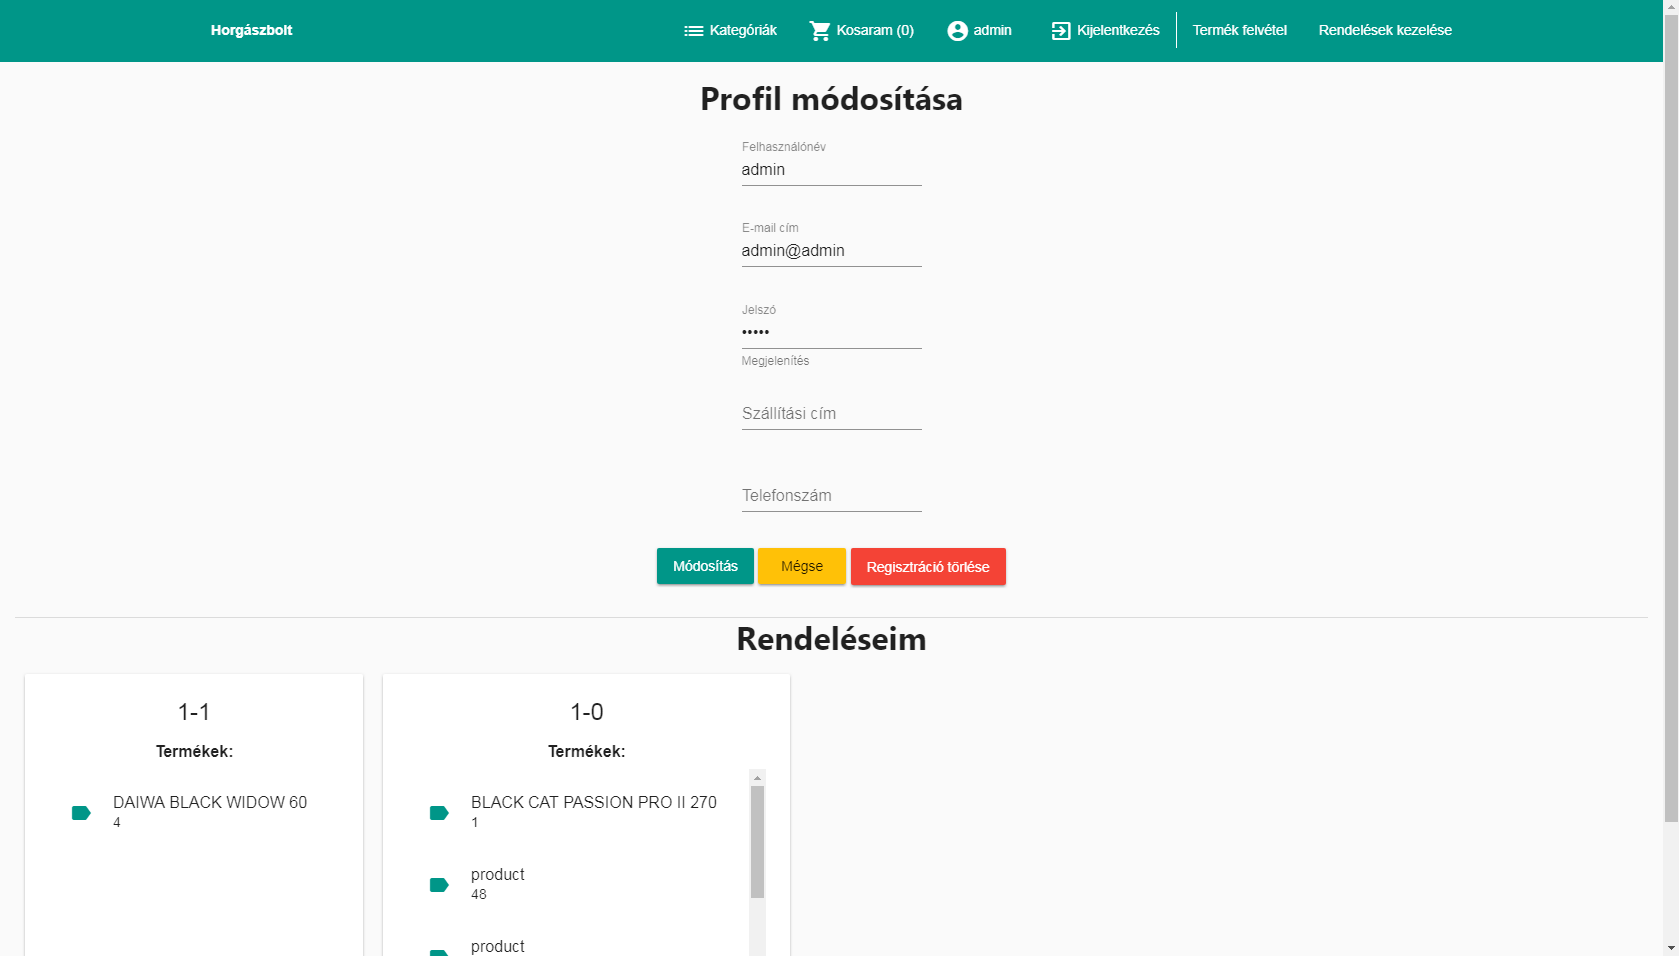 Horgászbolt
Kategóriák
Kosaram (0)
admin
Kijelentkezés
Termék felvétel
Rendelések kezelése
Profil módosítása
Felhasználónév
admin
E-mail cím
admin@admin
Jelszó
•••••
Megjelenítés
Szállítási cím
Telefonszám
Módosítás
Mégse
Regisztráció törlése
Rendeléseim
1-1
Termékek:
DAIWA BLACK WIDOW 60
4
1-0
Termékek:
BLACK CAT PASSION PRO II 270
1
product
48
product